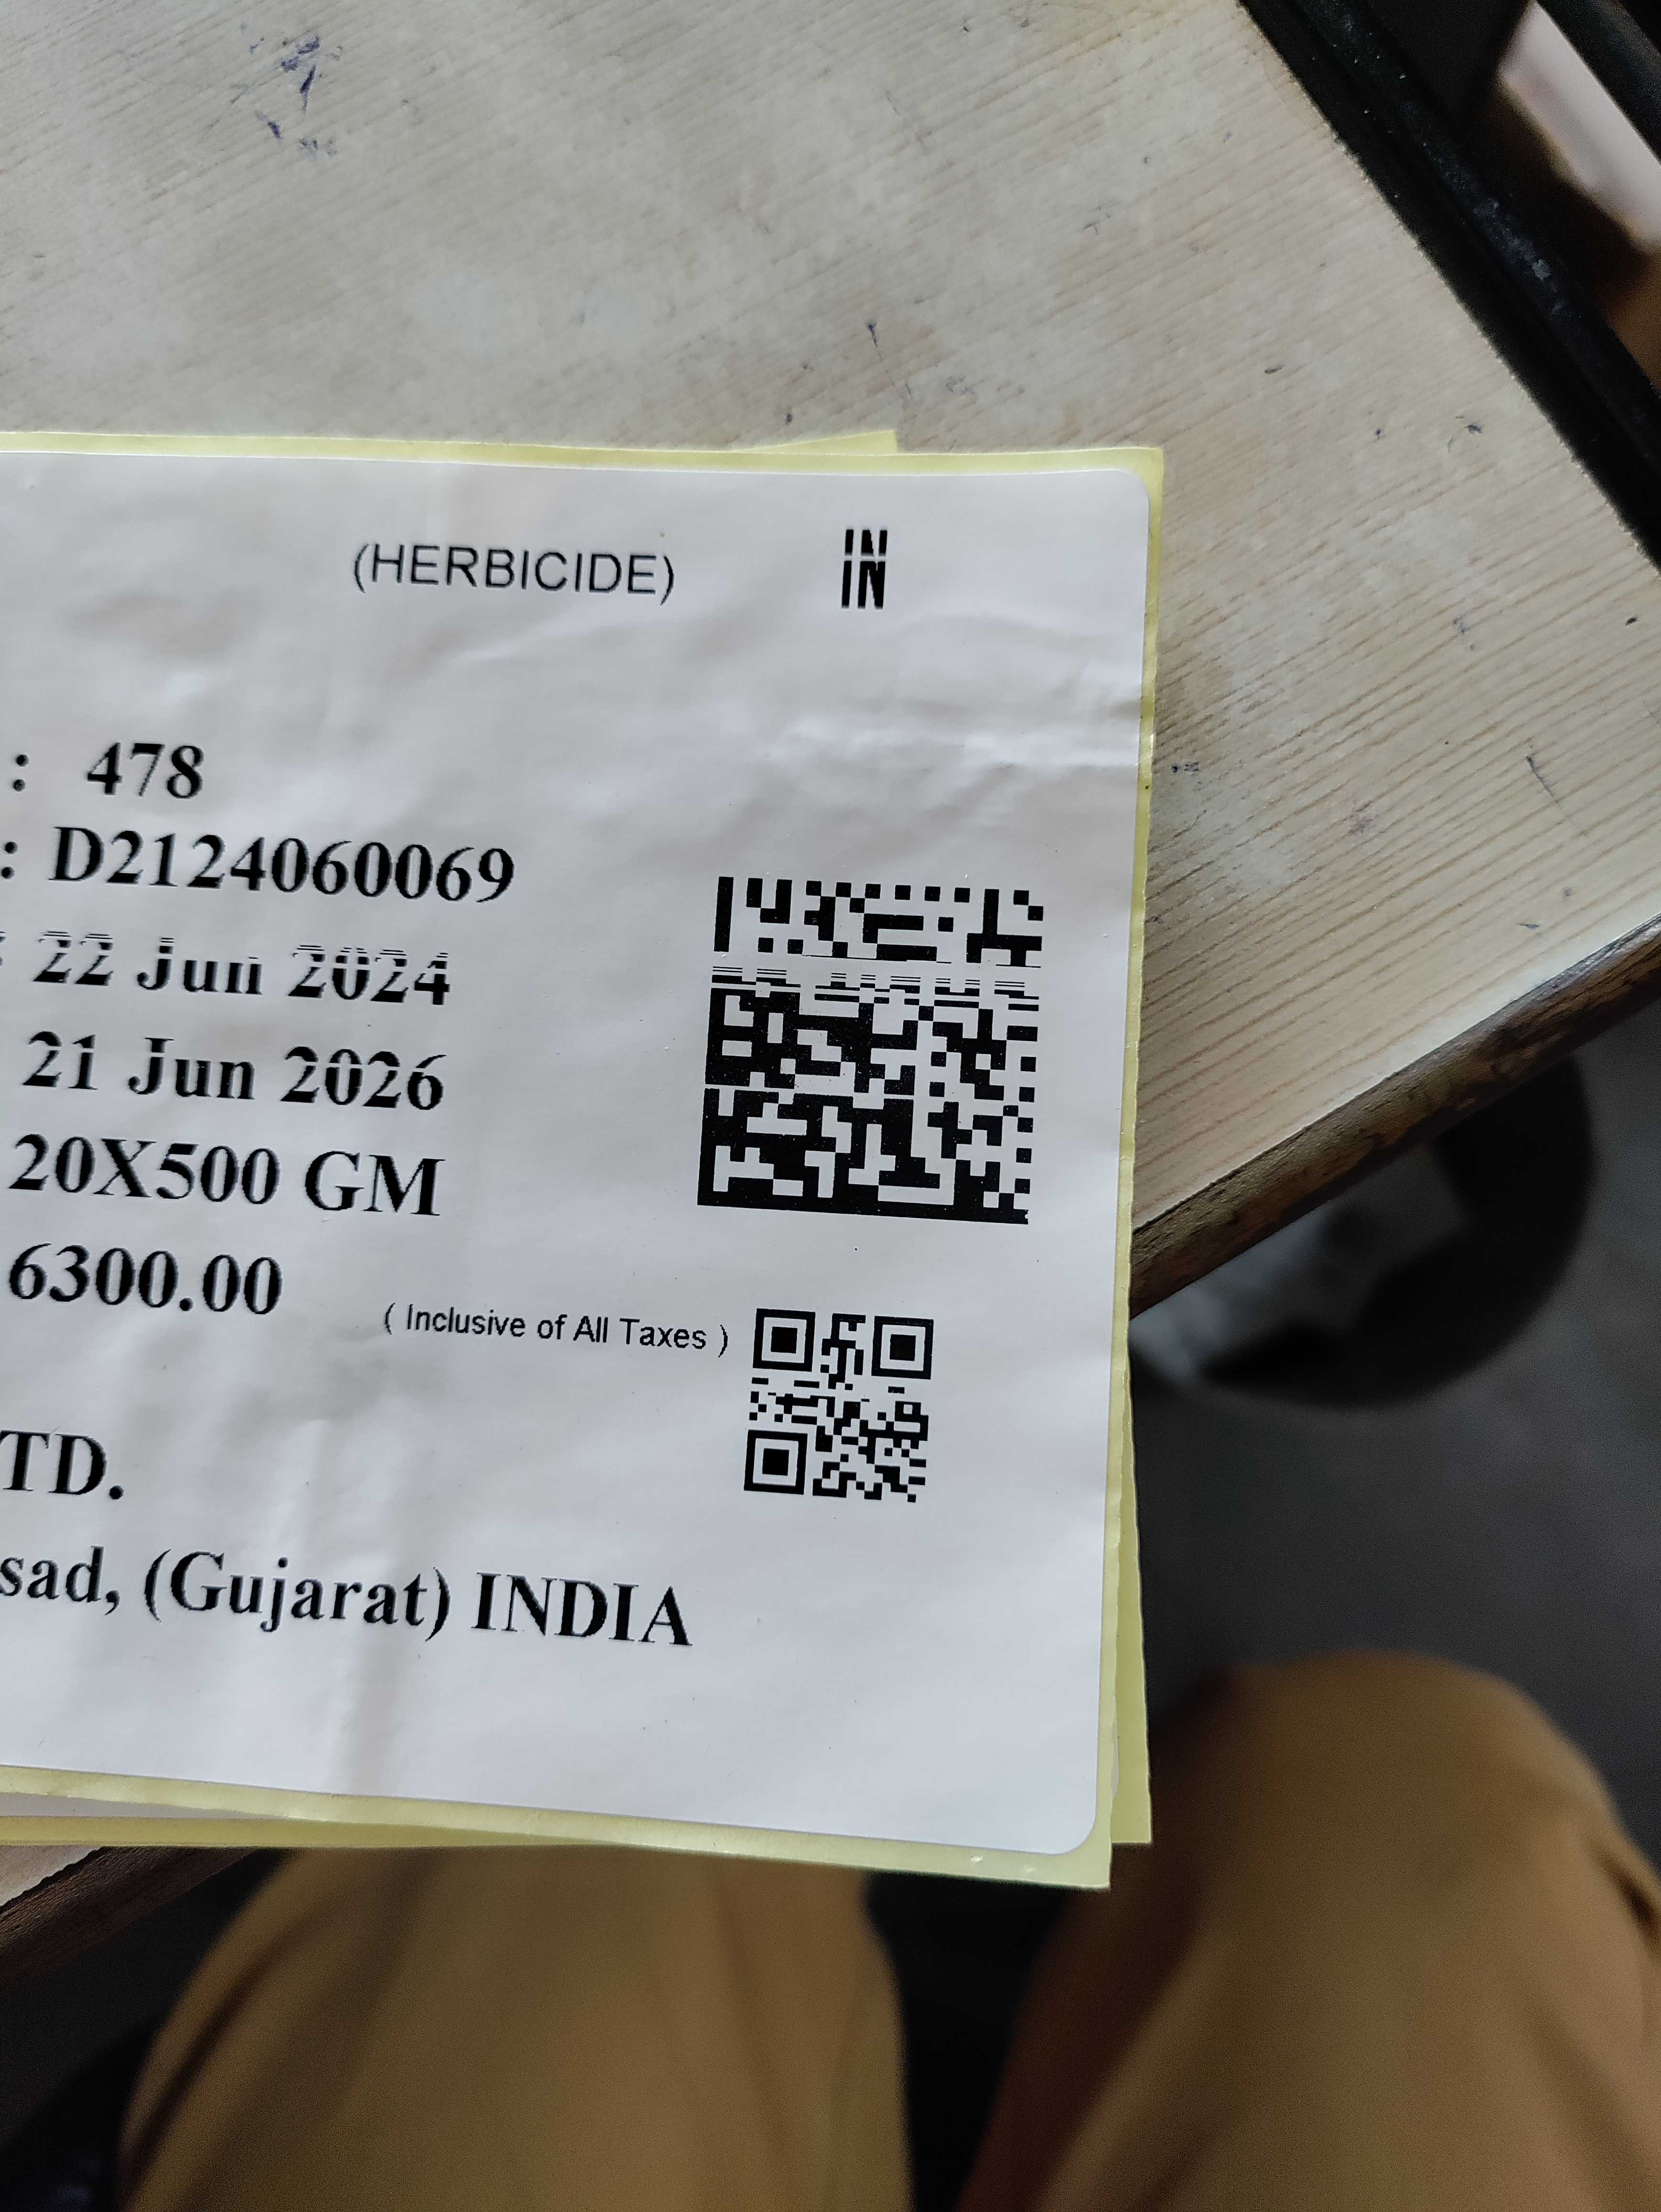 (HERBICIDE) IN
: 478
: D2124060069
: 22 Jun 2024
21 Jun 2026
20X500 GM
6300.00 ( Inclusive of All Taxes )
TD.
sad, (Gujarat) INDIA